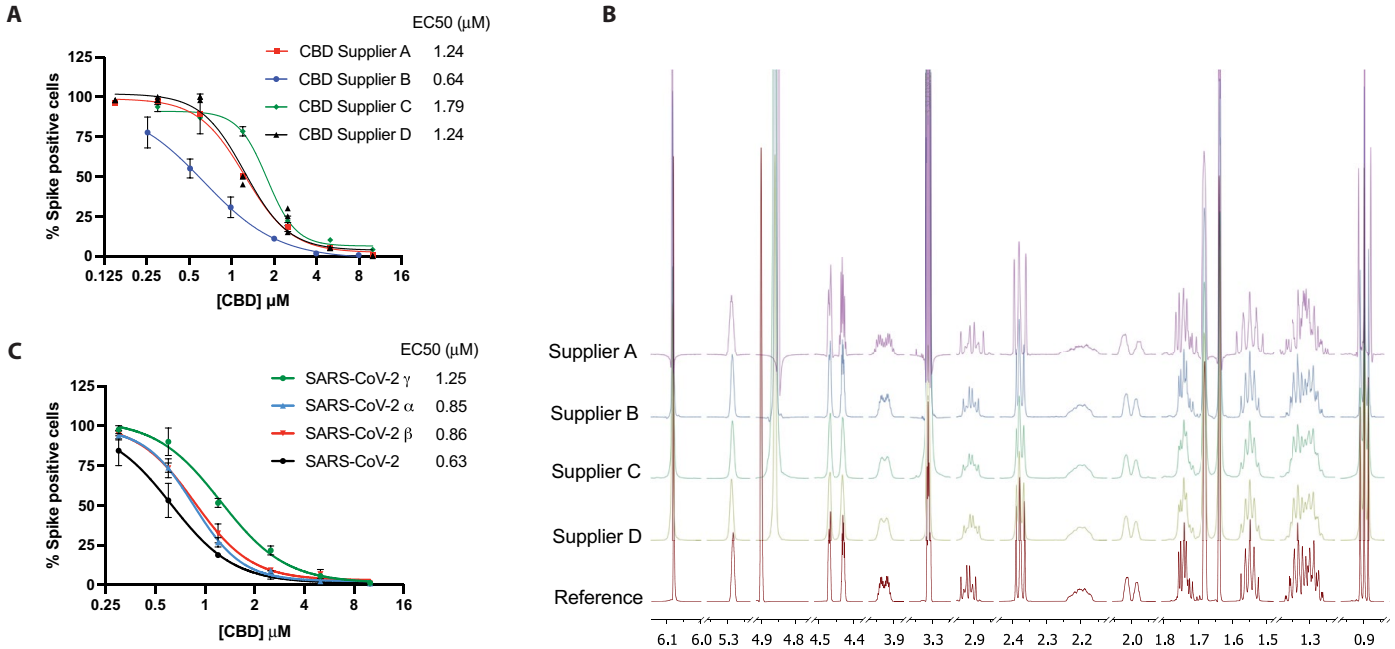 A
EC50 (μM)
CBD Supplier A 1.24
CBD Supplier B 0.64
CBD Supplier C 1.79
CBD Supplier D 1.24
% Spike positive cells
125
100
75
50
25
0
0.125 0.25 0.5 1 2 4 8 16
[CBD] μM
B
Supplier A
Supplier B
Supplier C
Supplier D
Reference
6.1 6.0 5.3 4.9 4.8 4.5 4.4 3.9 3.3 2.9 2.4 2.3 2.2 2.0 1.8 1.7 1.6 1.5 1.3 0.9
C
EC50 (μM)
SARS-CoV-2 γ 1.25
SARS-CoV-2 α 0.85
SARS-CoV-2 β 0.86
SARS-CoV-2 0.63
% Spike positive cells
125
100
75
50
25
0
0.25 0.5 1 2 4 8 16
[CBD] μM